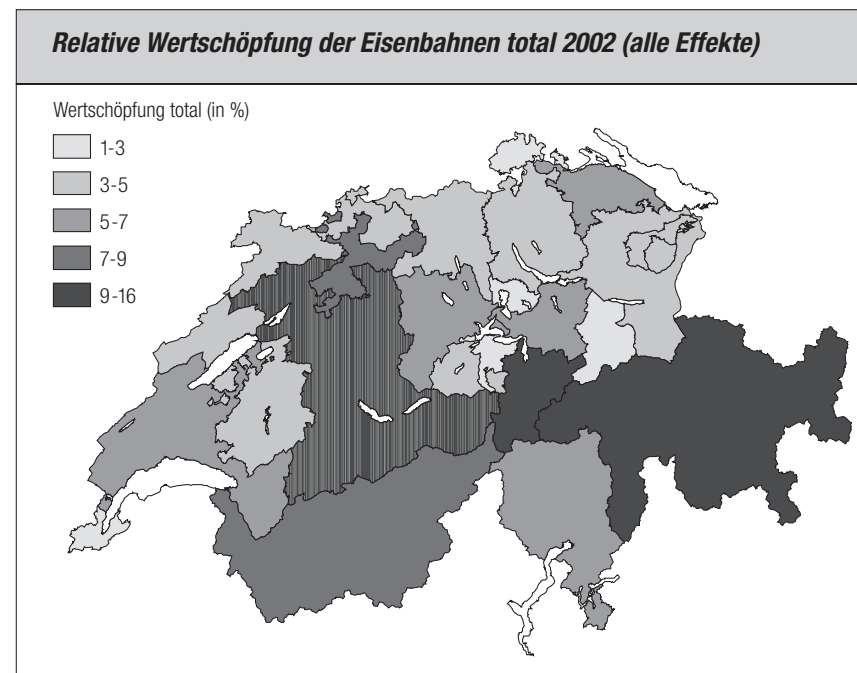 Relative Wertschöpfung der Eisenbahnen total 2002 (alle Effekte)
Wertschöpfung total (in %)
1-3
3-5
5-7
7-9
9-16